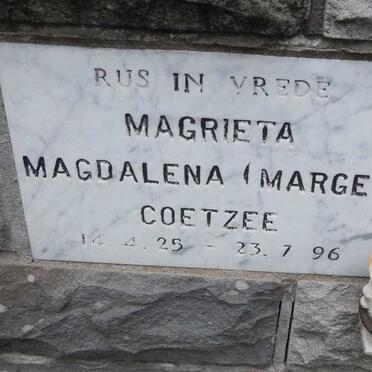 RUS IN VREDE
MAGRIETA
MAGDALENA (MARGE
COETZEE
14.4.25 - 23.7.96